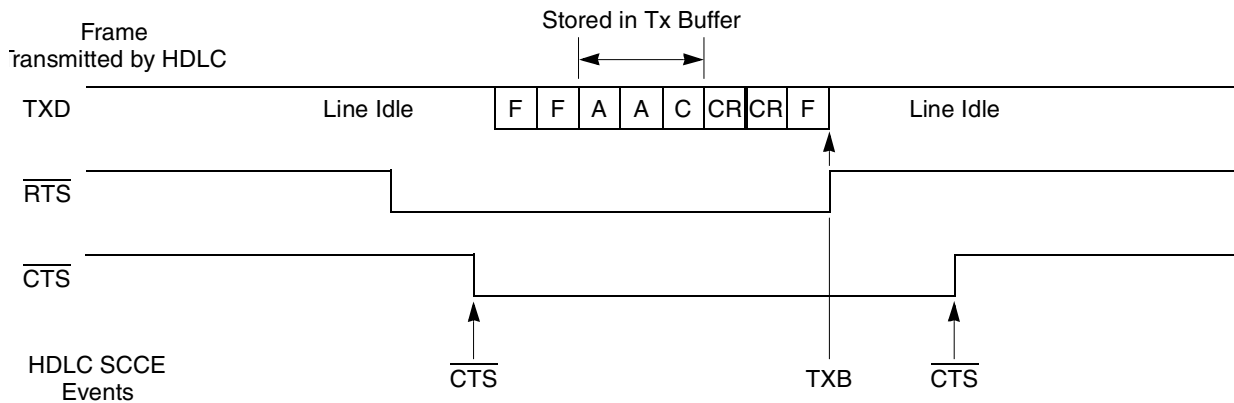 Frame
Transmitted by HDLC
Stored in Tx Buffer
TXD
Line Idle
F F A A C CR CR F
Line Idle
RTS
CTS
HDLC SCCE
Events
CTS
TXB
CTS